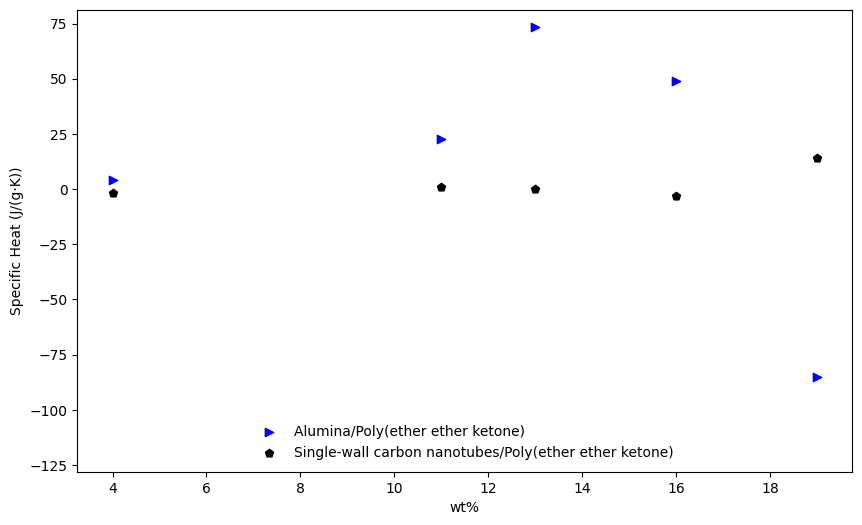 75
50
25
0
−25
−50
−75
−100
−125
Specific Heat (J/(g·K))
Alumina/Poly(ether ether ketone)
Single-wall carbon nanotubes/Poly(ether ether ketone)
4 6 8 10 12 14 16 18
wt%